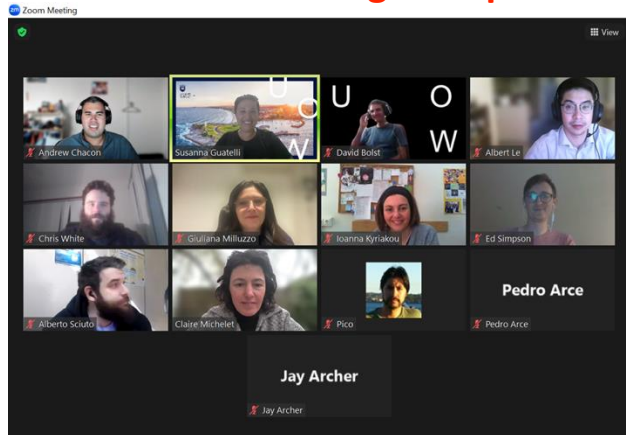 Zoom Meeting
View
Andrew Chacon
Susanna Guatelli
U O W
David Bolst
U O W
Albert Le
Chris White
Giuliana Milluzzo
Ioanna Kyriakou
Ed Simpson
Alberto Sciuto
Claire Michelet
Pico
Pedro Arce
Pedro Arce
Jay Archer
Jay Archer